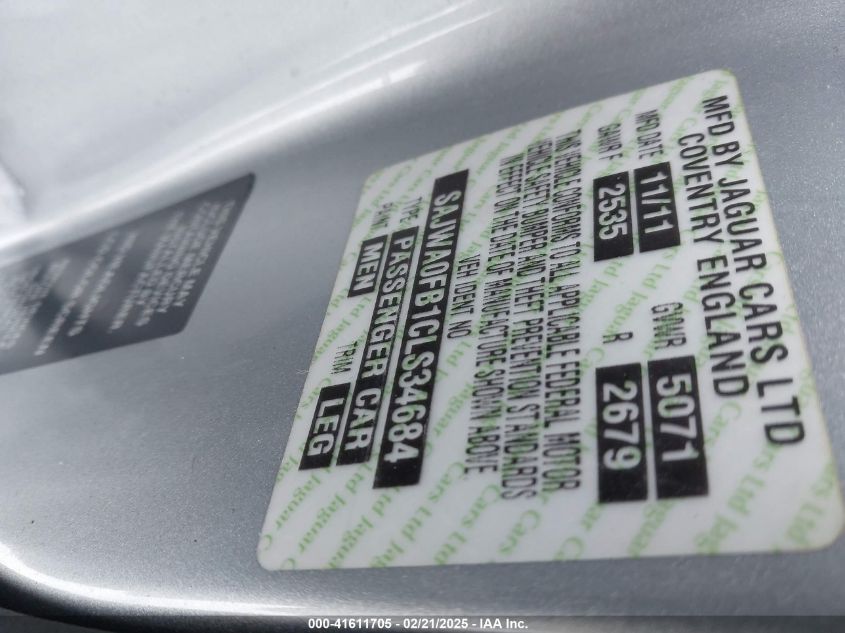 MFD BY JAGUAR CARS LTD
COVENTRY ENGLAND
MFD DATE 11/11 GVWR 5071
GAWR F 2535 R 2679
THIS VEHICLE CONFORMS TO ALL APPLICABLE FEDERAL MOTOR
VEHICLE SAFETY, BUMPER AND THEFT PREVENTION STANDARDS
IN EFFECT ON THE DATE OF MANUFACTURE SHOWN ABOVE
VEH IDENT NO
SAJWA0FB1CLS34684
TYPE PASSENGER CAR
PAINT MEN TRIM LEG
000-41611705 - 02/21/2025 - IAA Inc.